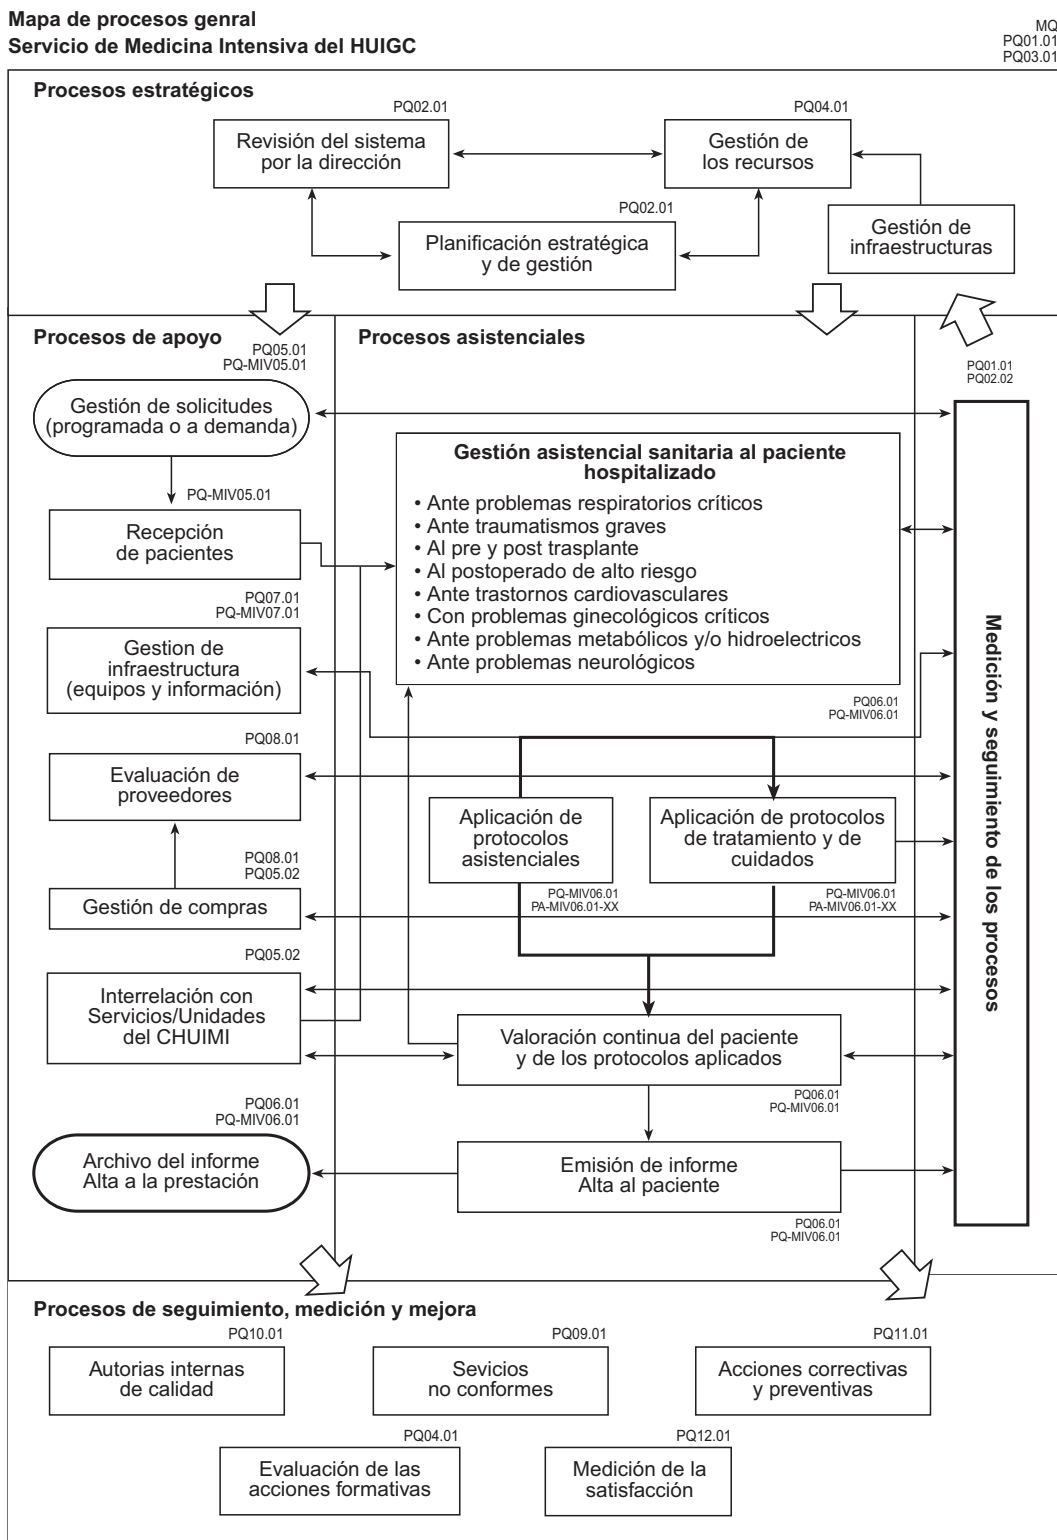 Mapa de procesos genral
Servicio de Medicina Intensiva del HUIGC
MQ
PQ01.01
PQ03.01
Procesos estratégicos
PQ02.01
Revisión del sistema
por la dirección
PQ04.01
Gestión de
los recursos
PQ02.01
Planificación estratégica
y de gestión
Gestión de
infraestructuras
Procesos de apoyo
PQ05.01
PQ-MIV05.01
Gestión de solicitudes
(programada o a demanda)
PQ-MIV05.01
Recepción
de pacientes
PQ07.01
PQ-MIV07.01
Gestion de
infraestructura
(equipos y información)
PQ08.01
Evaluación de
proveedores
PQ08.01
PQ05.02
Gestión de compras
PQ05.02
Interrelación con
Servicios/Unidades
del CHUIMI
PQ06.01
PQ-MIV06.01
Archivo del informe
Alta a la prestación
Procesos asistenciales
Gestión asistencial sanitaria al paciente
hospitalizado
• Ante problemas respiratorios críticos
• Ante traumatismos graves
• Al pre y post trasplante
• Al postoperado de alto riesgo
• Ante trastornos cardiovasculares
• Con problemas ginecológicos críticos
• Ante problemas metabólicos y/o hidroelectricos
• Ante problemas neurológicos
PQ06.01
PQ-MIV06.01
Aplicación de
protocolos
asistenciales
PQ-MIV06.01
PA-MIV06.01-XX
Aplicación de protocolos
de tratamiento y de
cuidados
PQ-MIV06.01
PA-MIV06.01-XX
Valoración continua del paciente
y de los protocolos aplicados
PQ06.01
PQ-MIV06.01
Emisión de informe
Alta al paciente
PQ06.01
PQ-MIV06.01
PQ01.01
PQ02.02
Medición y seguimiento de los procesos
Procesos de seguimiento, medición y mejora
PQ10.01
Autorias internas
de calidad
PQ09.01
Sevicios
no conformes
PQ11.01
Acciones correctivas
y preventivas
PQ04.01
Evaluación de las
acciones formativas
PQ12.01
Medición de la
satisfacción